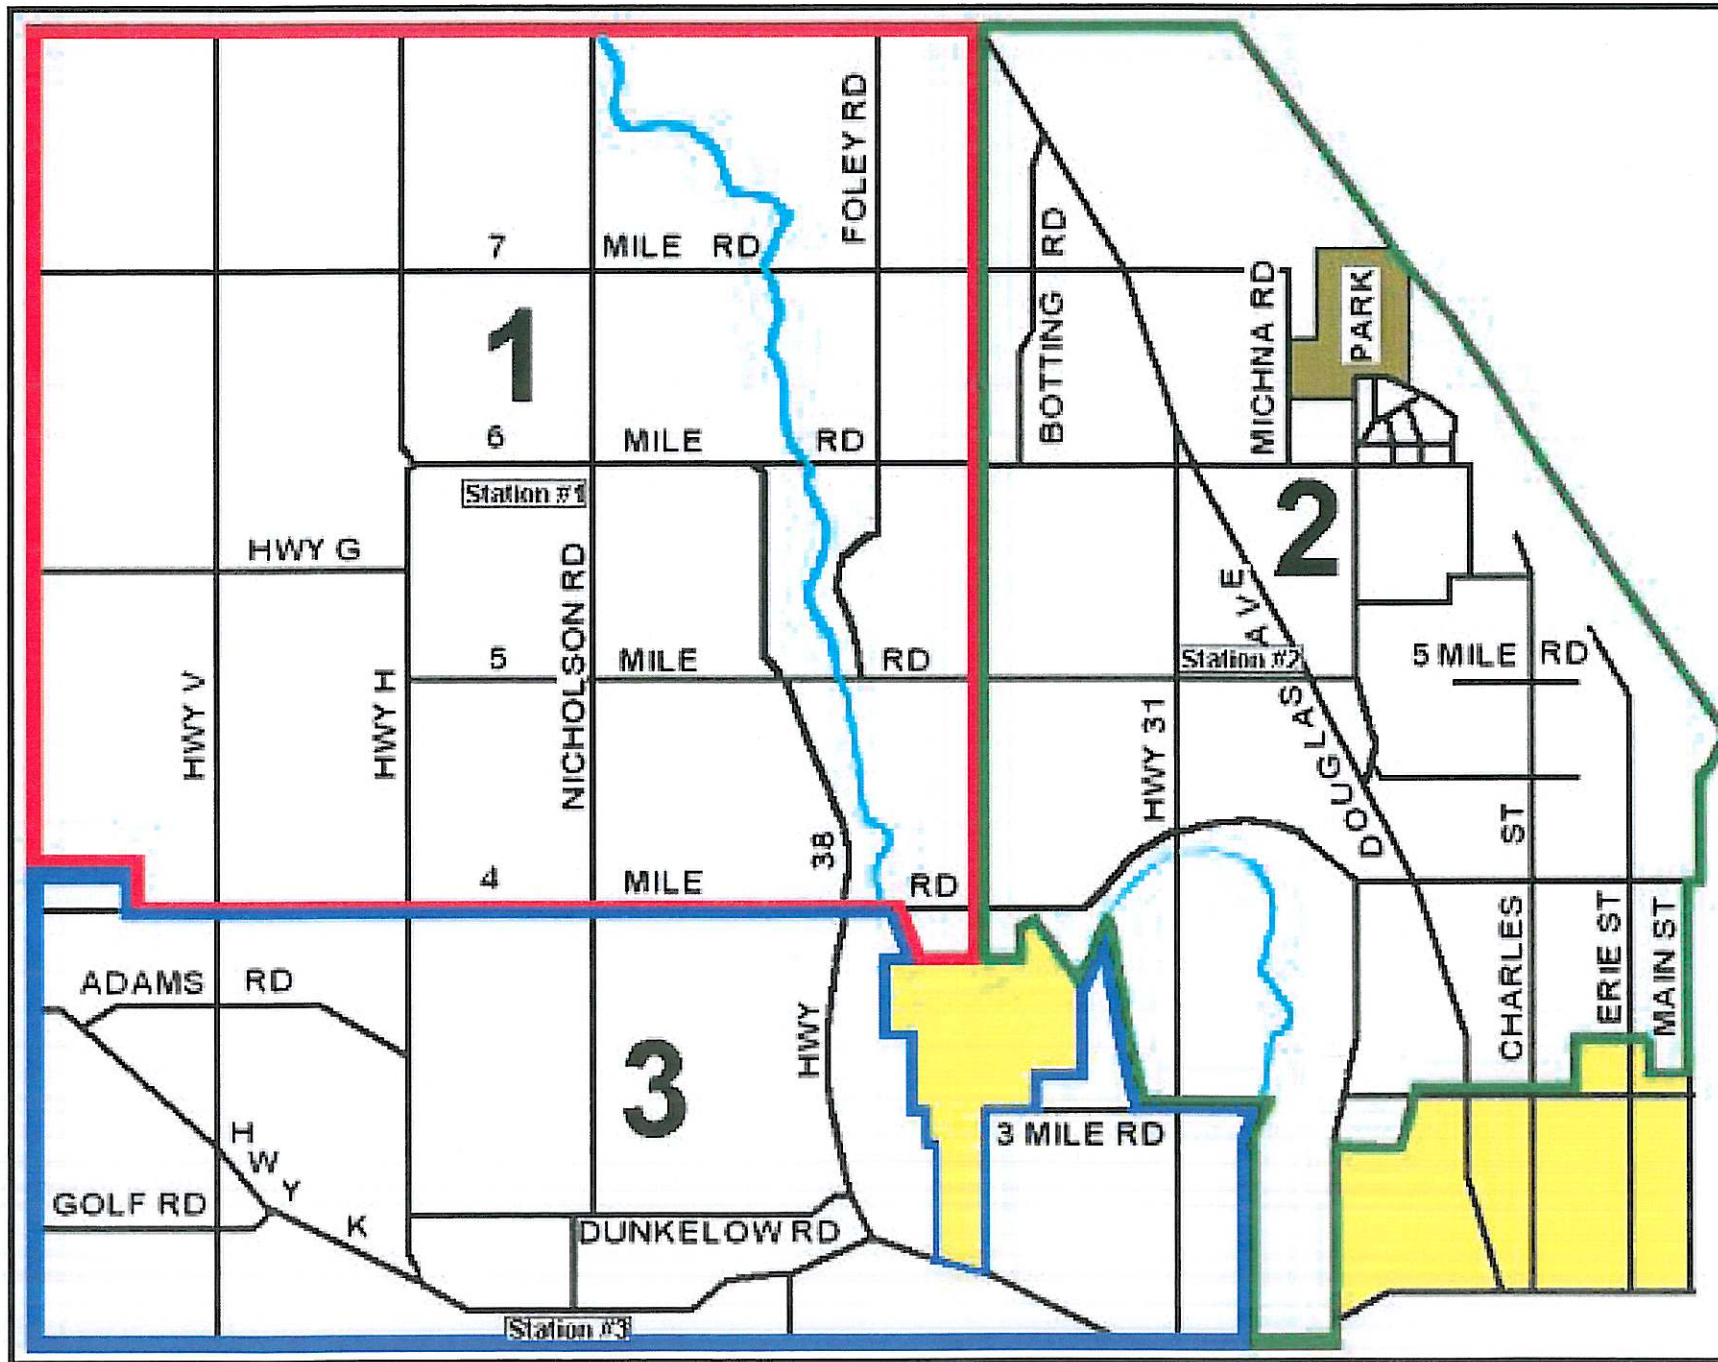 FOLEY RD
7 MILE RD
BOTTING RD
MICHNA RD
PARK
1
6 MILE RD
Station #1
2
HWY G
NICHOLSON RD
AVE
5 MILE RD
Station #2
5 MILE RD
HWY V
HWY H
HWY 31
DOUGLAS
38
4 MILE RD
CHARLES ST
ERIE ST
MAIN ST
ADAMS RD
HWY
3
3 MILE RD
HWY K
GOLF RD
DUNKELOW RD
Station #3